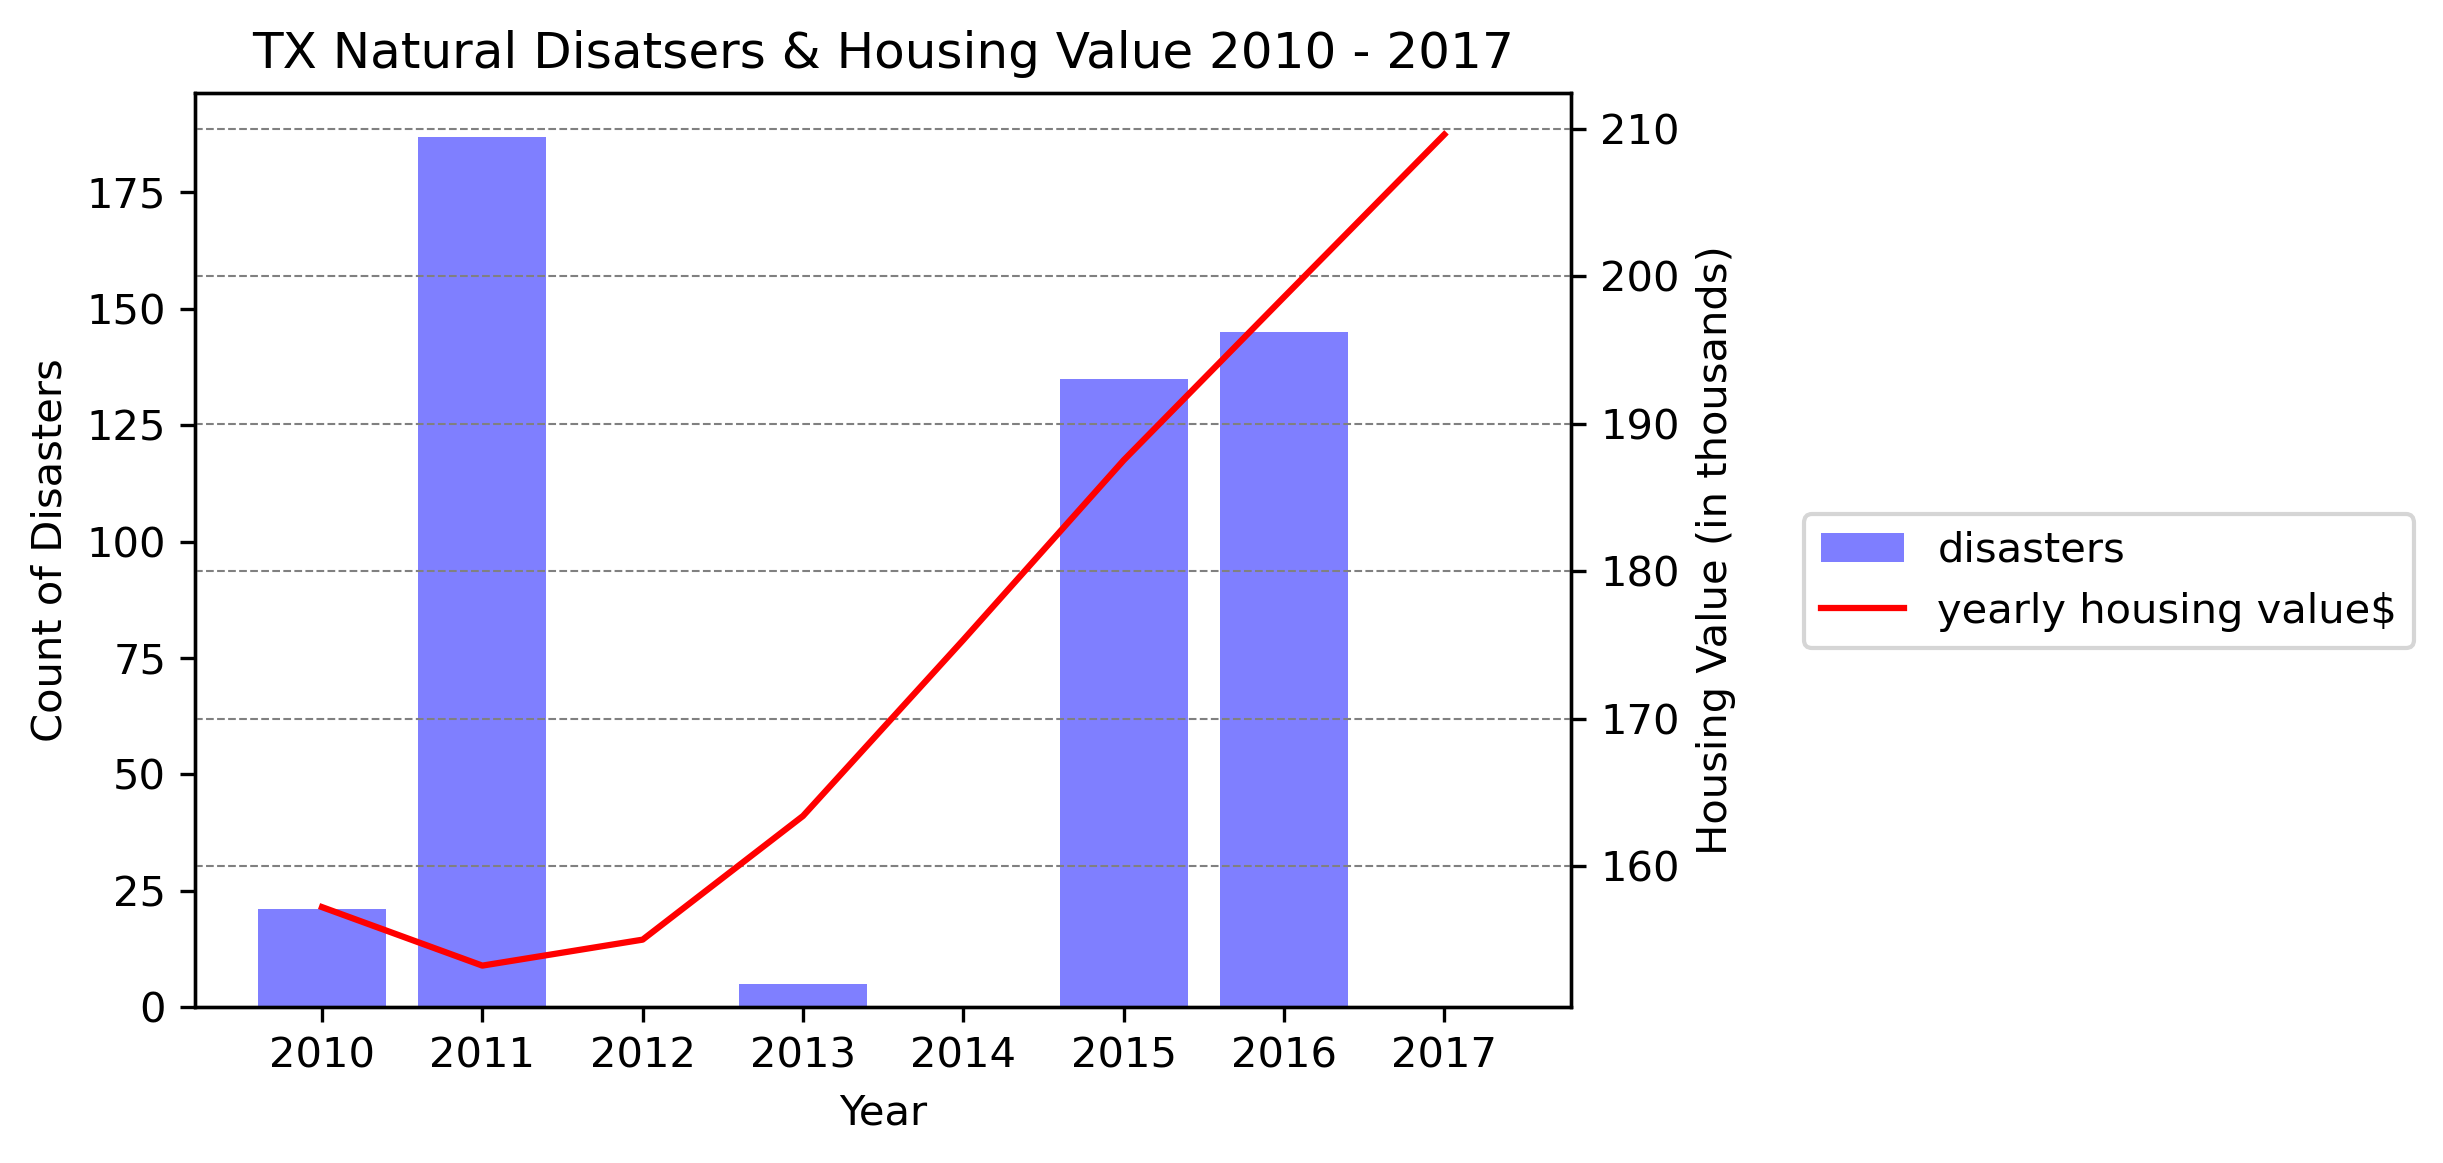 TX Natural Disatsers & Housing Value 2010 - 2017
Count of Disasters
175
150
125
100
75
50
25
0
210
200
190
180
170
160
Housing Value (in thousands)
2010 2011 2012 2013 2014 2015 2016 2017
Year
disasters
yearly housing value$